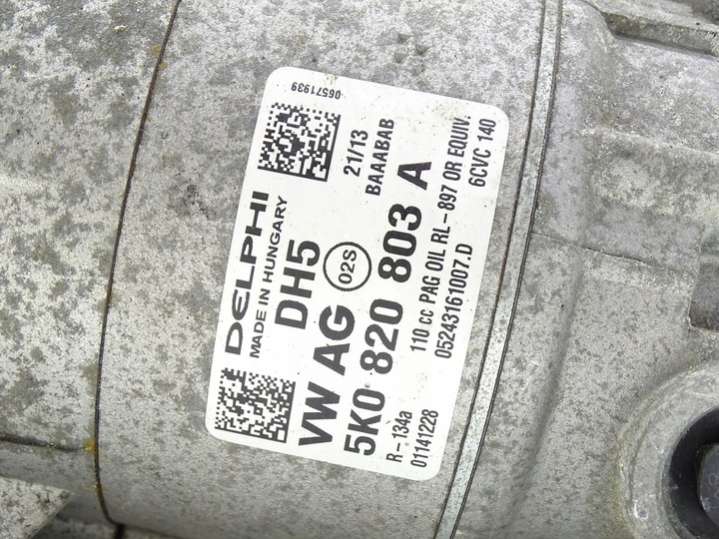 06571939
21/13
BAAABAB
DELPHI
MADE IN HUNGARY
DH5
02S
VW AG
5K0 820 803 A
R-134a 110 cc PAG OIL RL-897 OR EQUIV.
01141228 05243161007.D 6CVC 140